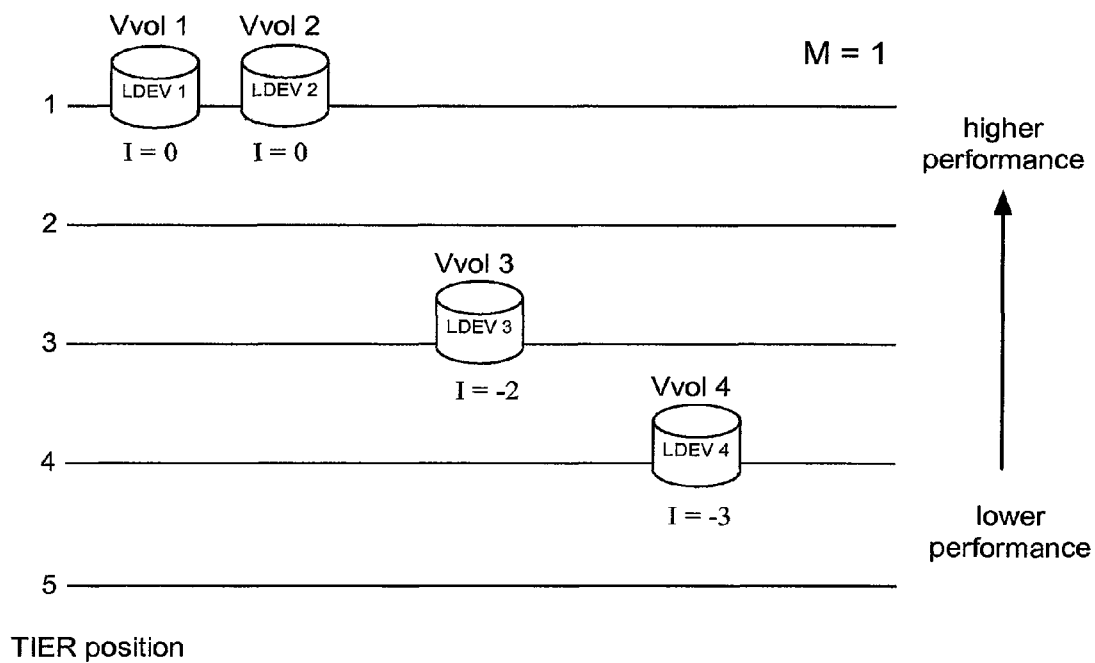 Vvol 1 Vvol 2
M = 1
LDEV 1 LDEV 2
1
I = 0 I = 0
higher
performance
2
Vvol 3
LDEV 3
3
I = -2
Vvol 4
LDEV 4
4
I = -3
lower
performance
5
TIER position